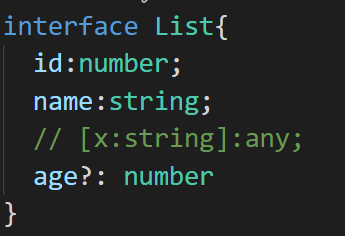 interface List{
id:number;
name:string;
// [x:string]:any;
age?: number
}